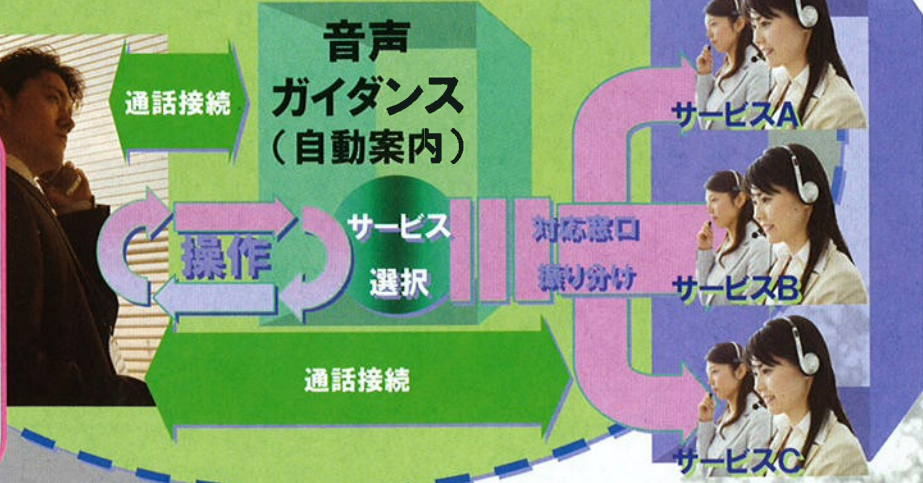 音声
ガイダンス
（自動案内）
通話接続
操作
サービス
選択
対応窓口
振り分け
通話接続
サービスA
サービスB
サービスC